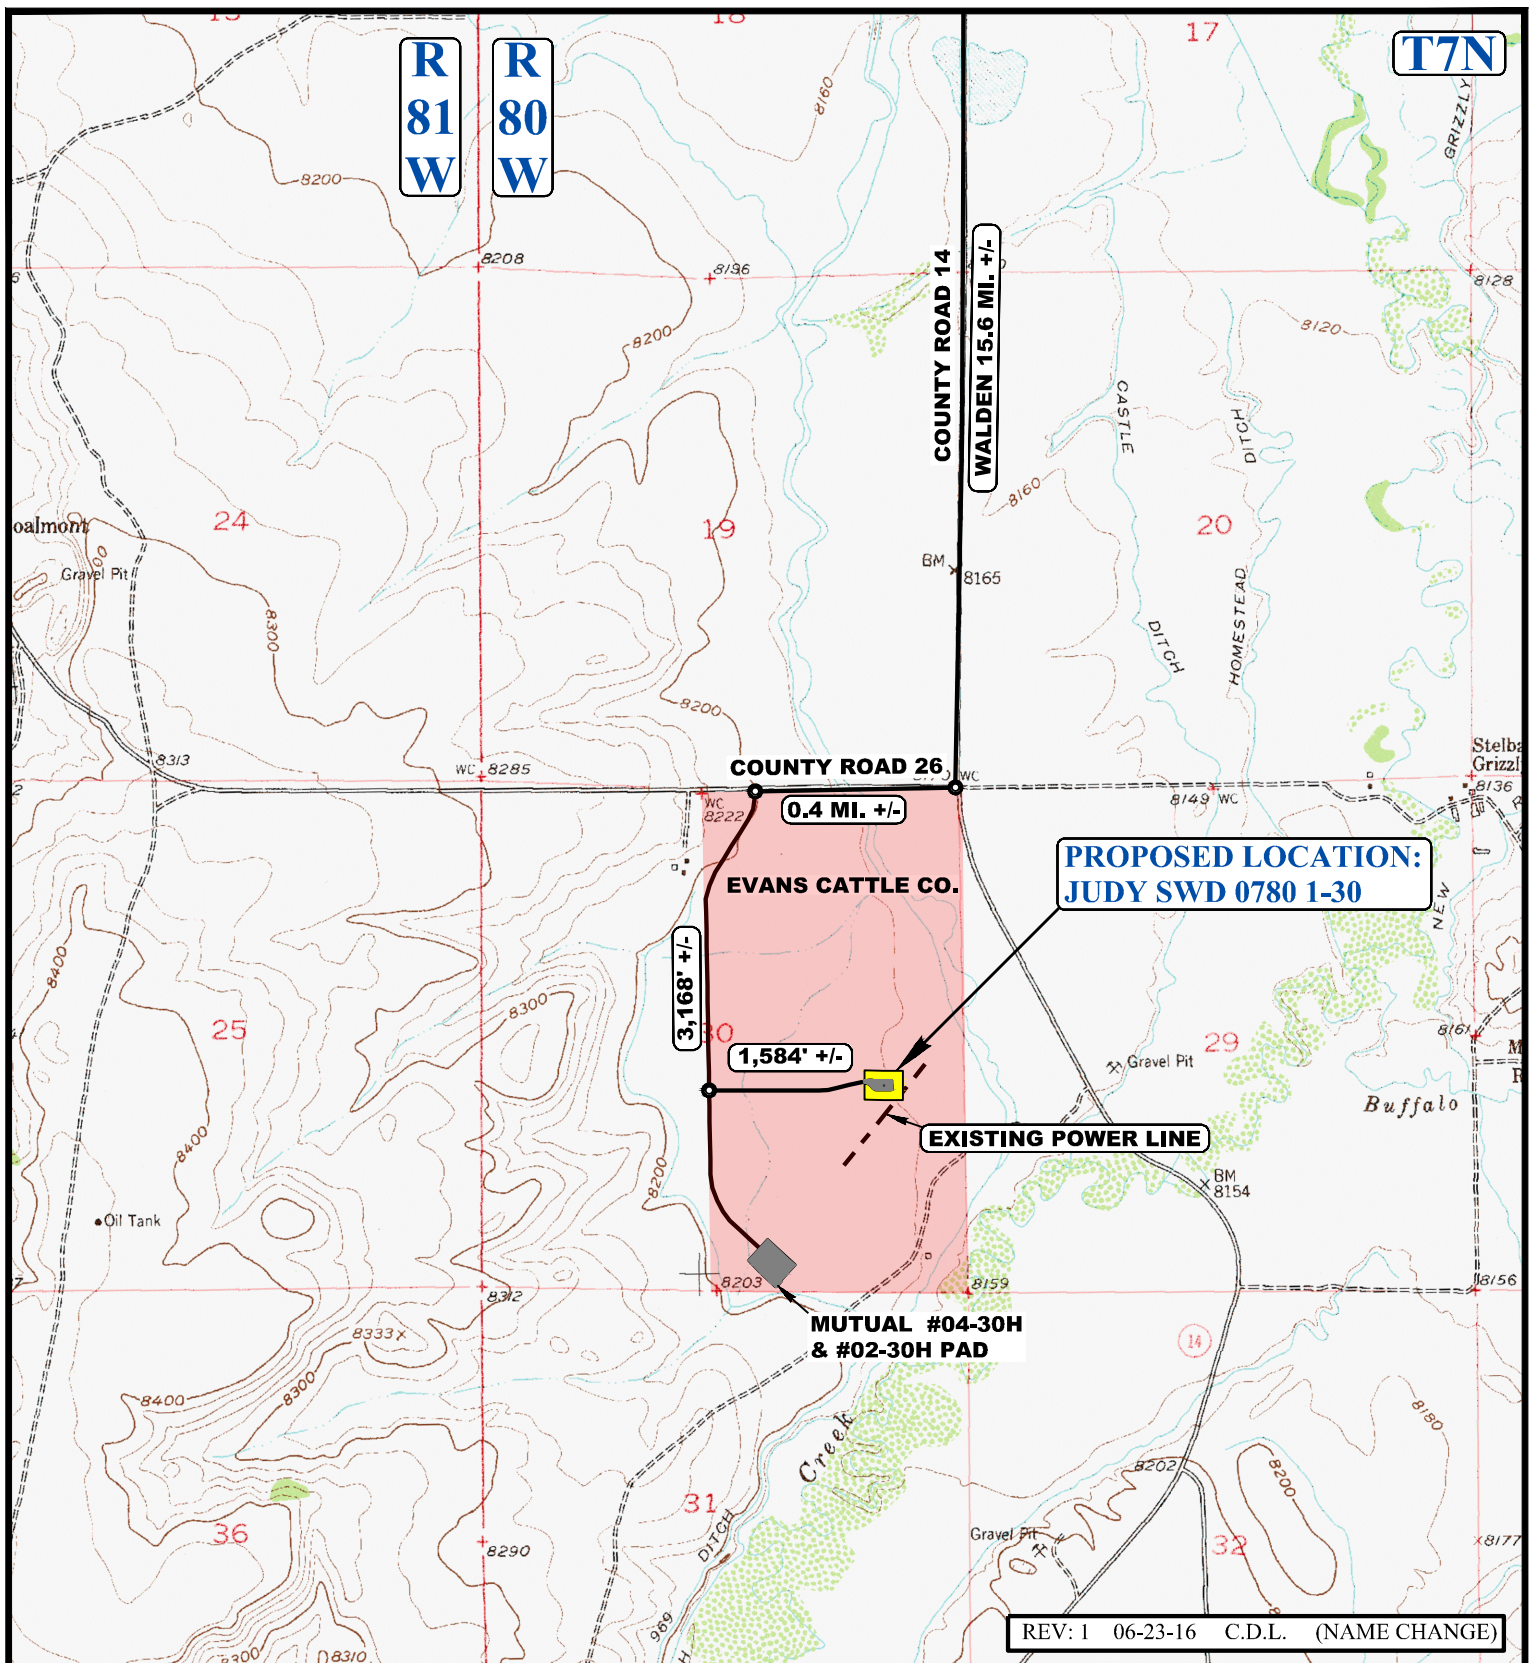 18
17
R
81
W
R
80
W
T7N
GRIZZLY
8160
8200
8208
8196
8128
8200
8120
COUNTY ROAD 14
WALDEN 15.6 MI. +/-
CASTLE
DITCH
8160
24
19
20
oalmont
Gravel Pit
BM
8165
8300
DITCH
HOMESTEAD
8200
8313
WC 8285
COUNTY ROAD 26
WC
0.4 MI. +/-
WC
8222
8149 WC
Stelba
Grizzl
8136
EVANS CATTLE CO.
PROPOSED LOCATION:
JUDY SWD 0780 1-30
NEW
8400
8300
3,168' +/-
25
30
29
8161
1,584' +/-
Gravel Pit
Buffalo
EXISTING POWER LINE
8400
8200
BM
8154
Oil Tank
8312
8203
8159
8156
MUTUAL #04-30H
& #02-30H PAD
8333
14
8400
8300
8180
Creek
8202
8200
31
36
DITCH
Gravel Pit
32
8177
8290
969
8300
8310
REV: 1 06-23-16 C.D.L. (NAME CHANGE)